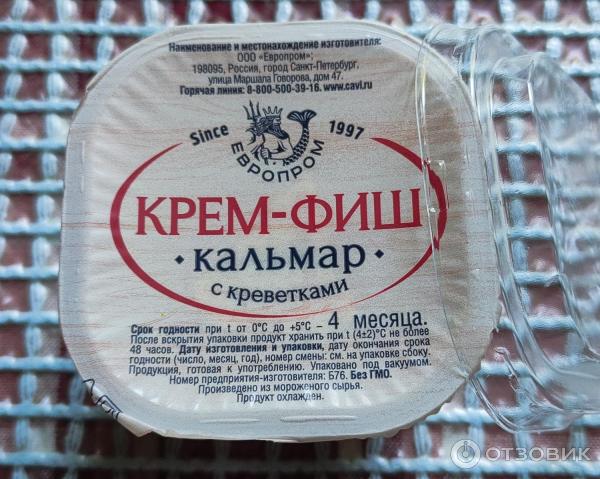 Наименование и местонахождение изготовителя:
ООО «Европром»;
198095, Россия, город Санкт-Петербург,
улица Маршала Говорова, дом 47.
Горячая линия: 8-800-500-39-16. www.cavi.ru
Since 1997
ЕВРОПРОМ
КРЕМ-ФИШ
• кальмар •
с креветками
Срок годности при t от 0°С до +5°С – 4 месяца.
После вскрытия упаковки продукт хранить при t (4±2)°С не более
48 часов. Дату изготовления и упаковки, дату окончания срока
годности (число, месяц, год), номер смены: см. на упаковке сбоку.
Продукция, готовая к употреблению. Упаковано под вакуумом.
Номер предприятия-изготовителя: Б76. Без ГМО.
Произведено из мороженого сырья.
Продукт охлажден.
ОТЗОВИК